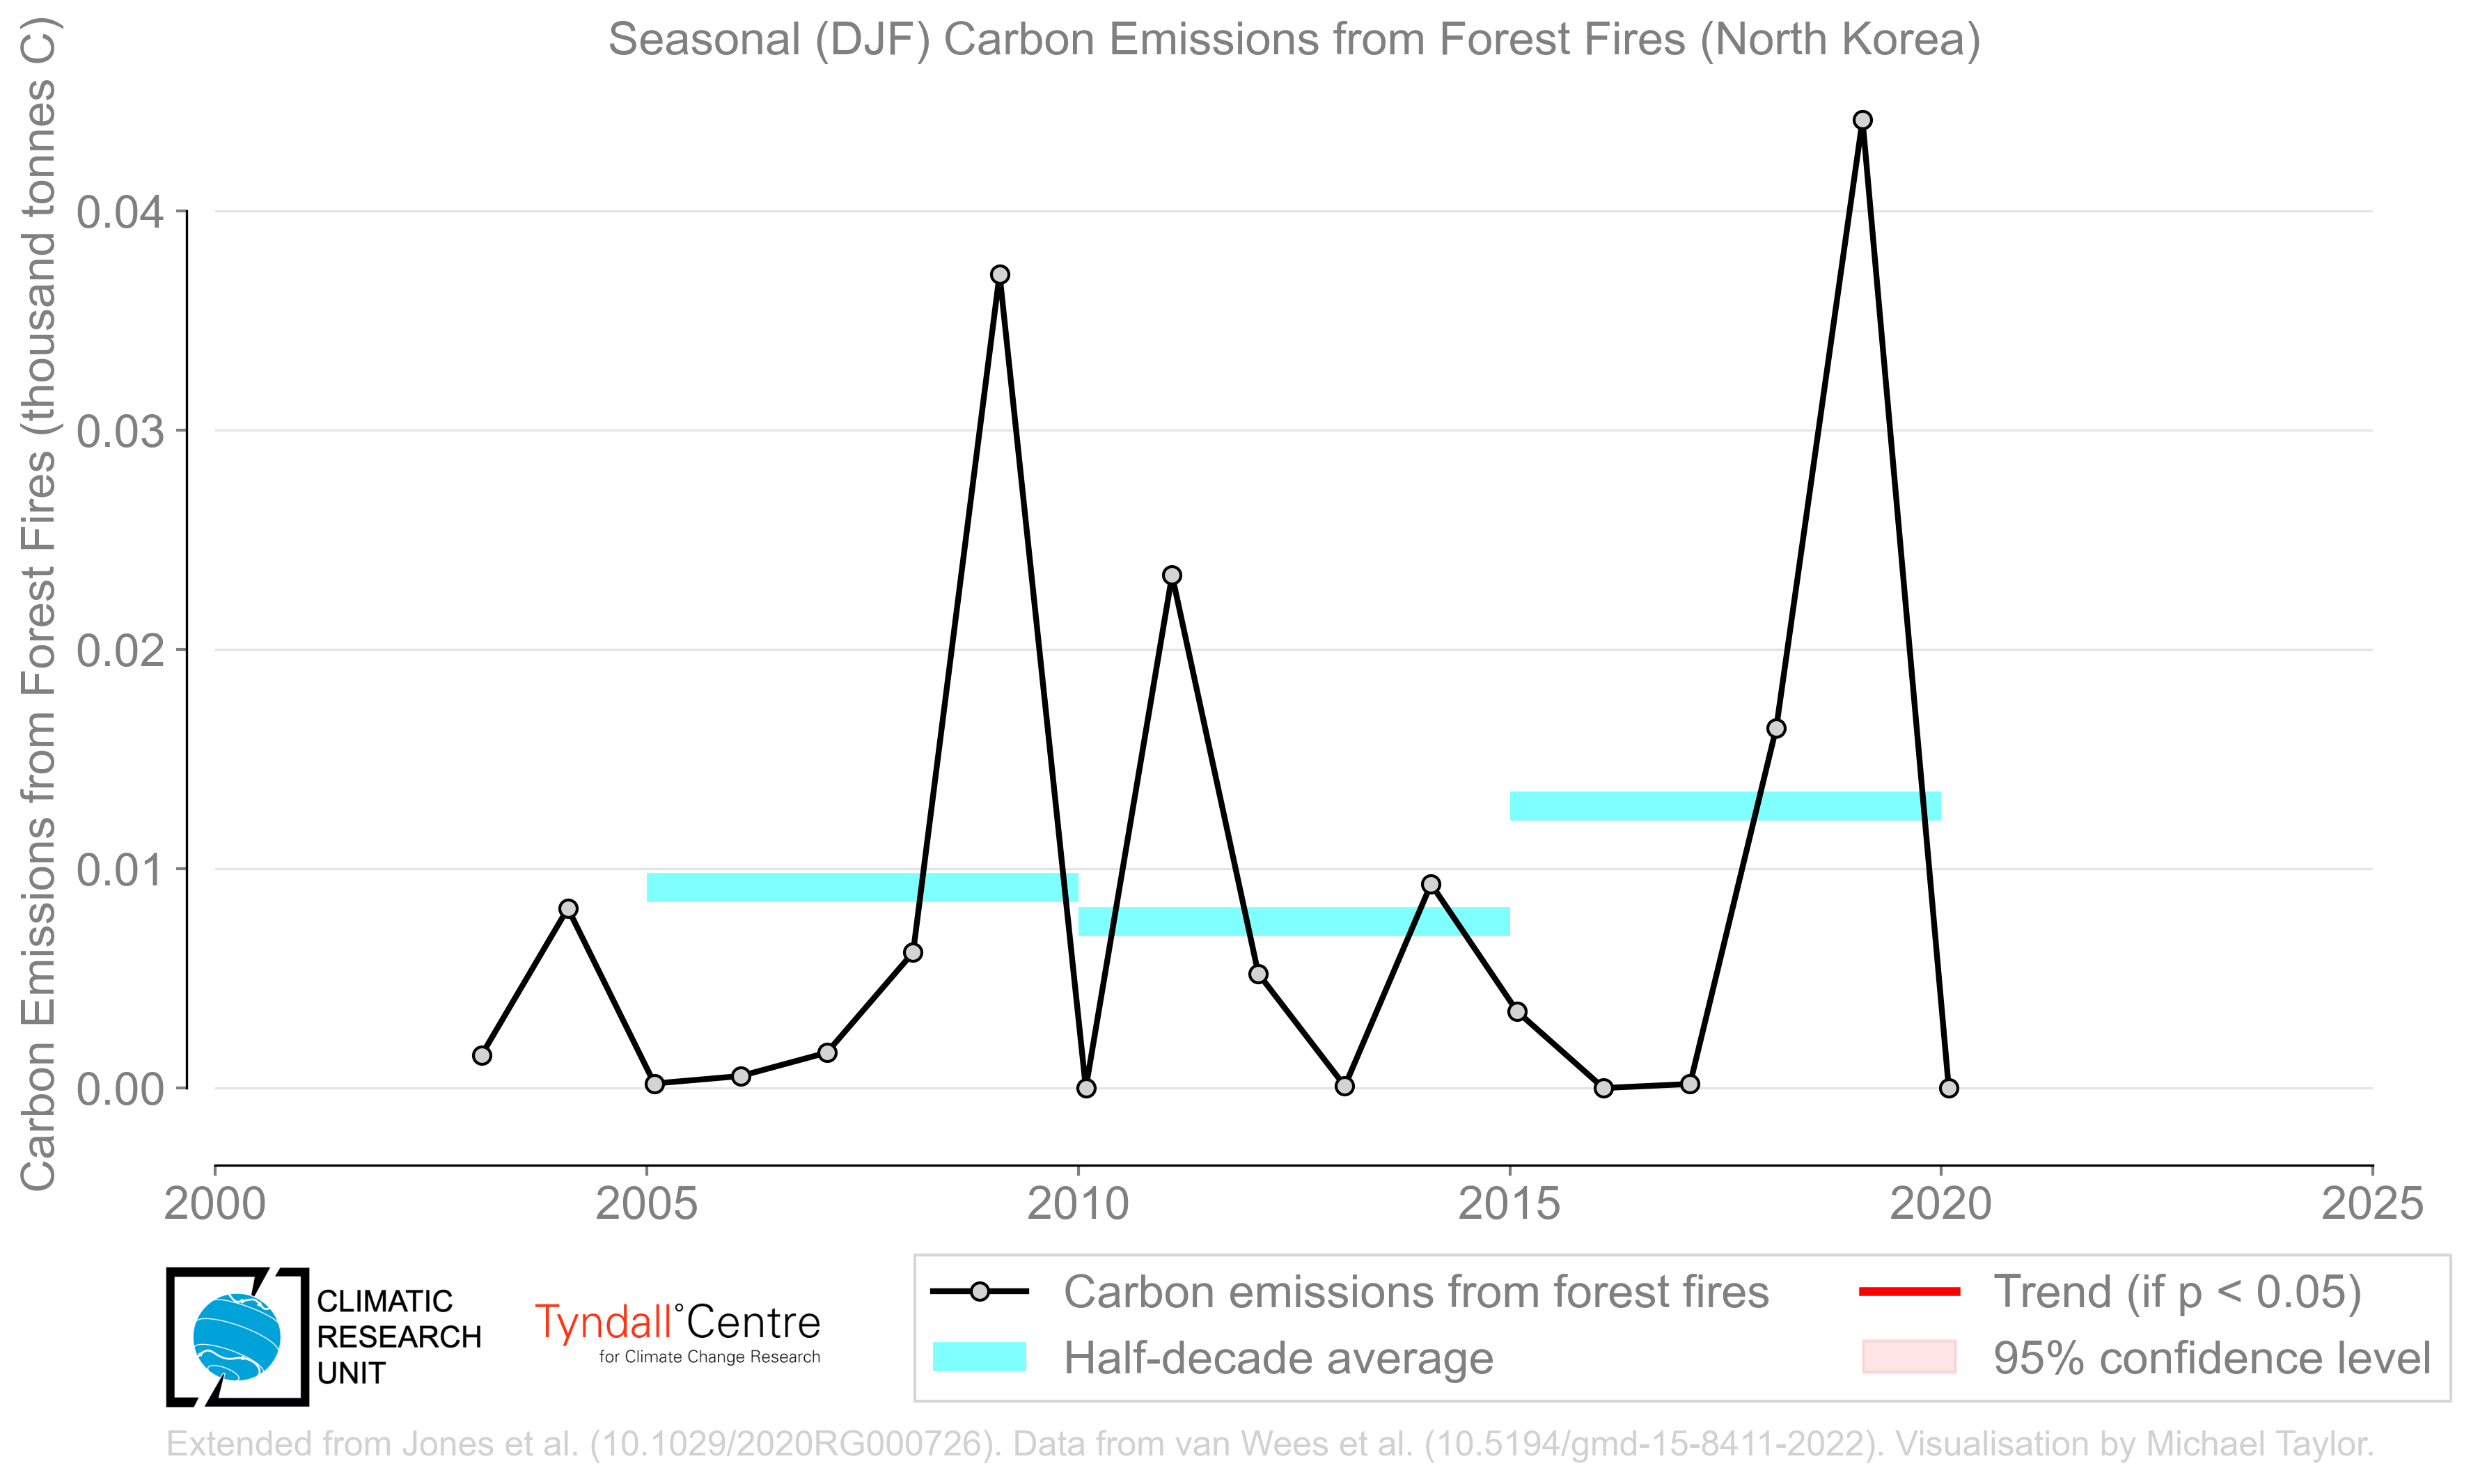 Seasonal (DJF) Carbon Emissions from Forest Fires (North Korea)
Carbon Emissions from Forest Fires (thousand tonnes C)
0.04
0.03
0.02
0.01
0.00
2000
2005
2010
2015
2020
2025
CLIMATIC
RESEARCH
UNIT
Tyndall°Centre
for Climate Change Research
Carbon emissions from forest fires
Half-decade average
Trend (if p < 0.05)
95% confidence level
Extended from Jones et al. (10.1029/2020RG000726). Data from van Wees et al. (10.5194/gmd-15-8411-2022). Visualisation by Michael Taylor.